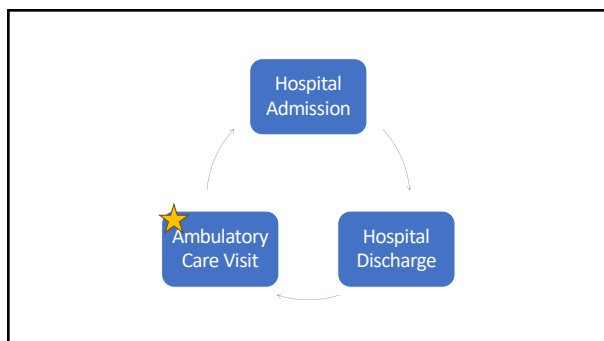 Hospital
Admission
Ambulatory
Care Visit
Hospital
Discharge